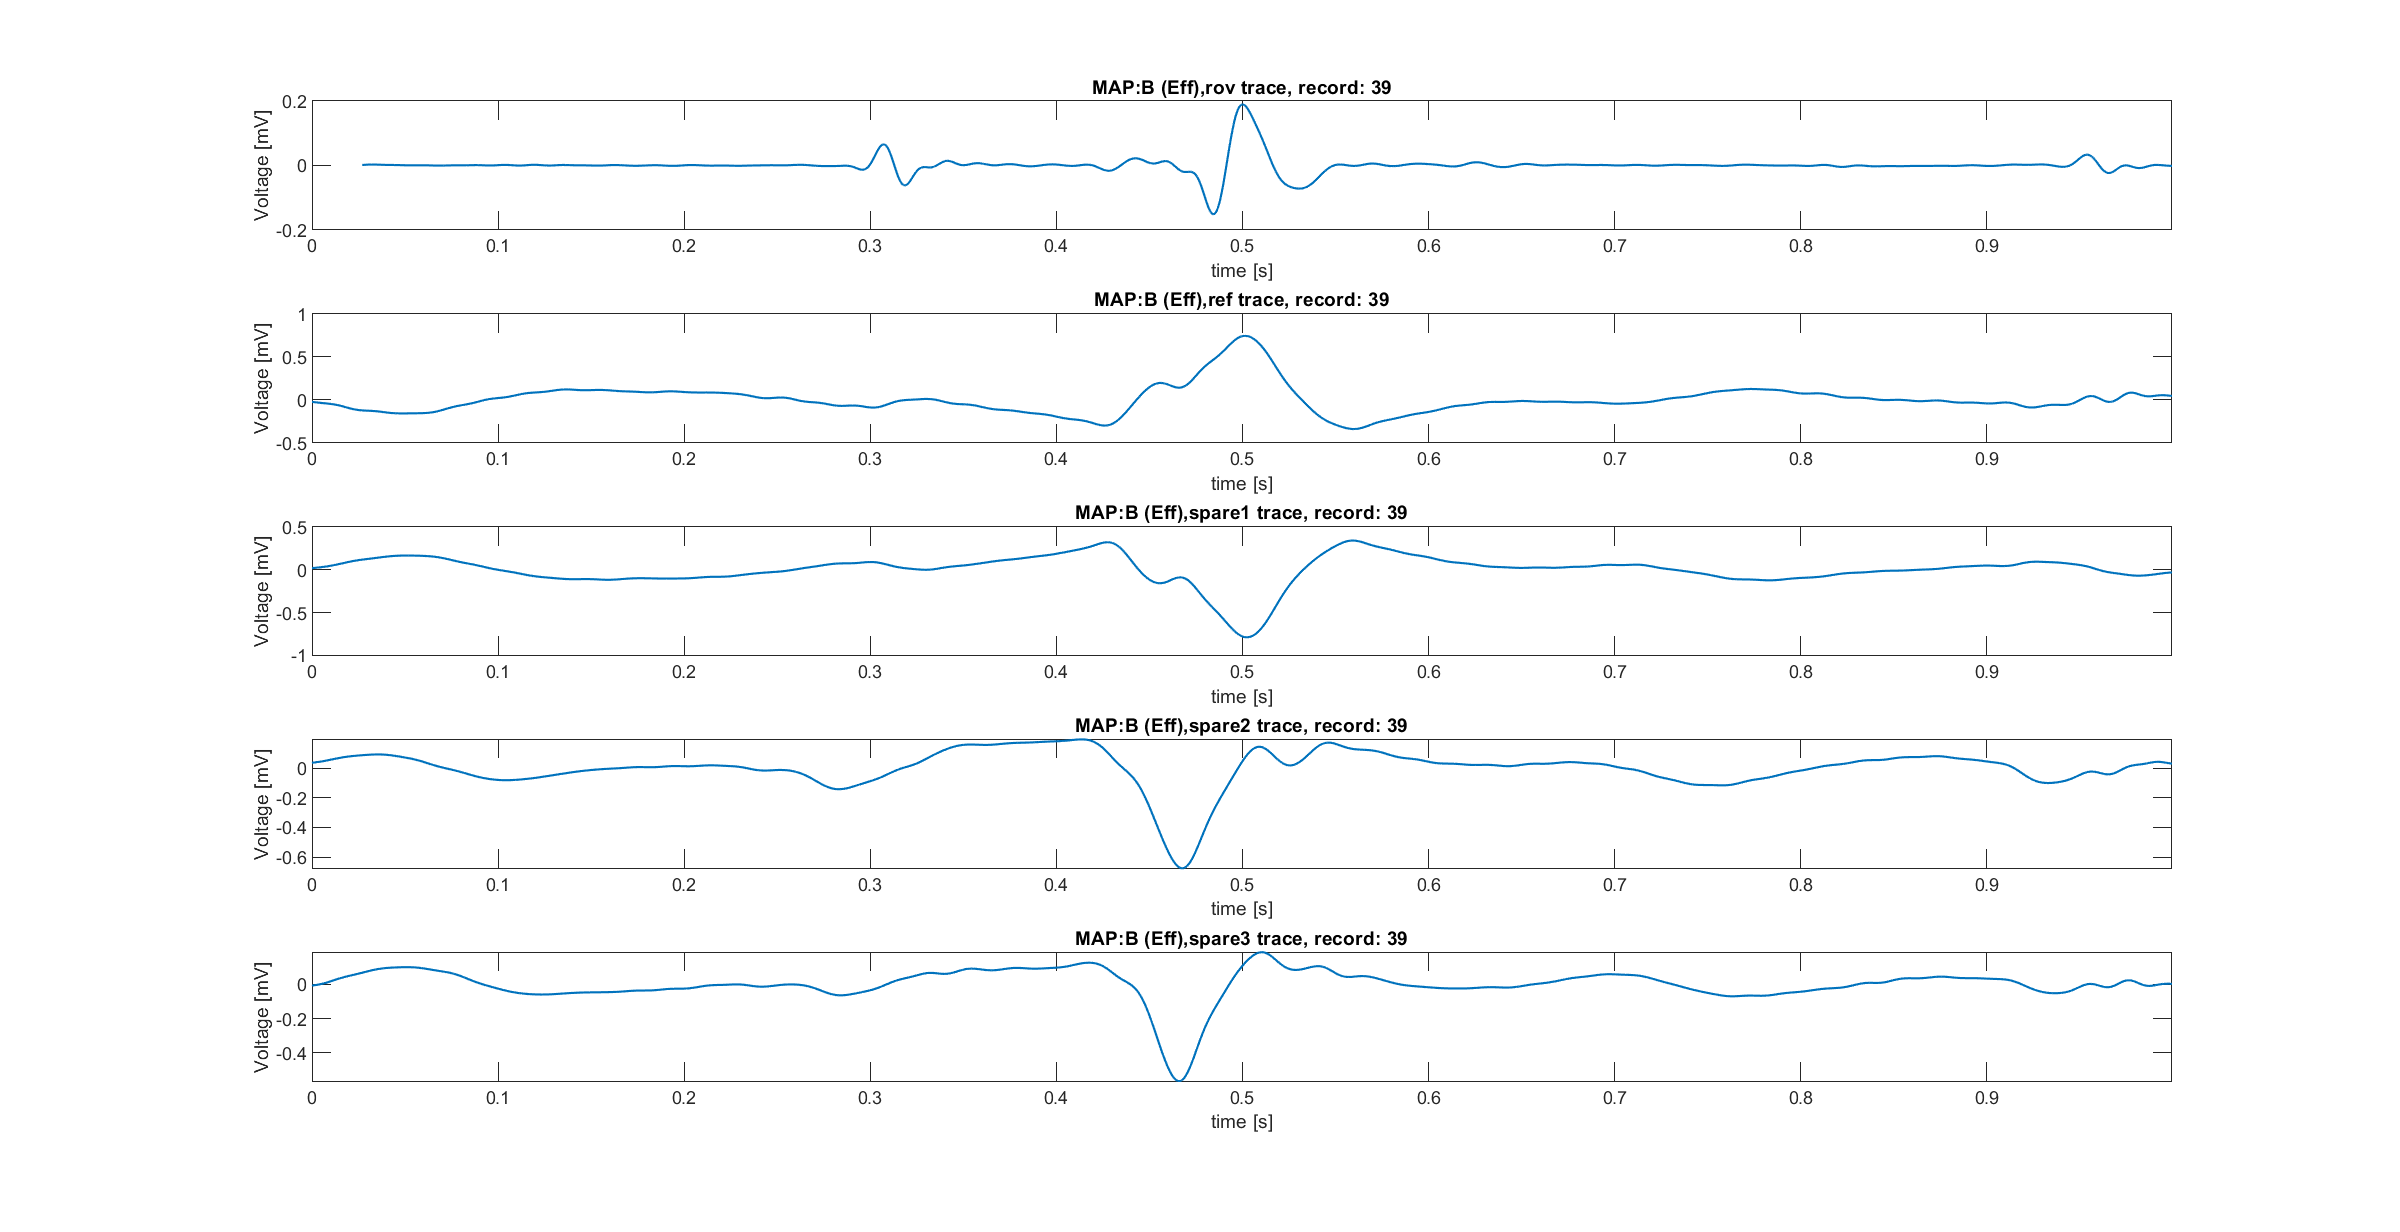 MAP:B (Eff),rov trace, record: 39
Voltage [mV]
0.2
0
-0.2
0 0.1 0.2 0.3 0.4 0.5 0.6 0.7 0.8 0.9
time [s]
MAP:B (Eff),ref trace, record: 39
Voltage [mV]
1
0.5
0
-0.5
0 0.1 0.2 0.3 0.4 0.5 0.6 0.7 0.8 0.9
time [s]
MAP:B (Eff),spare1 trace, record: 39
Voltage [mV]
0.5
0
-0.5
-1
0 0.1 0.2 0.3 0.4 0.5 0.6 0.7 0.8 0.9
time [s]
MAP:B (Eff),spare2 trace, record: 39
Voltage [mV]
0
-0.2
-0.4
-0.6
0 0.1 0.2 0.3 0.4 0.5 0.6 0.7 0.8 0.9
time [s]
MAP:B (Eff),spare3 trace, record: 39
Voltage [mV]
0
-0.2
-0.4
0 0.1 0.2 0.3 0.4 0.5 0.6 0.7 0.8 0.9
time [s]